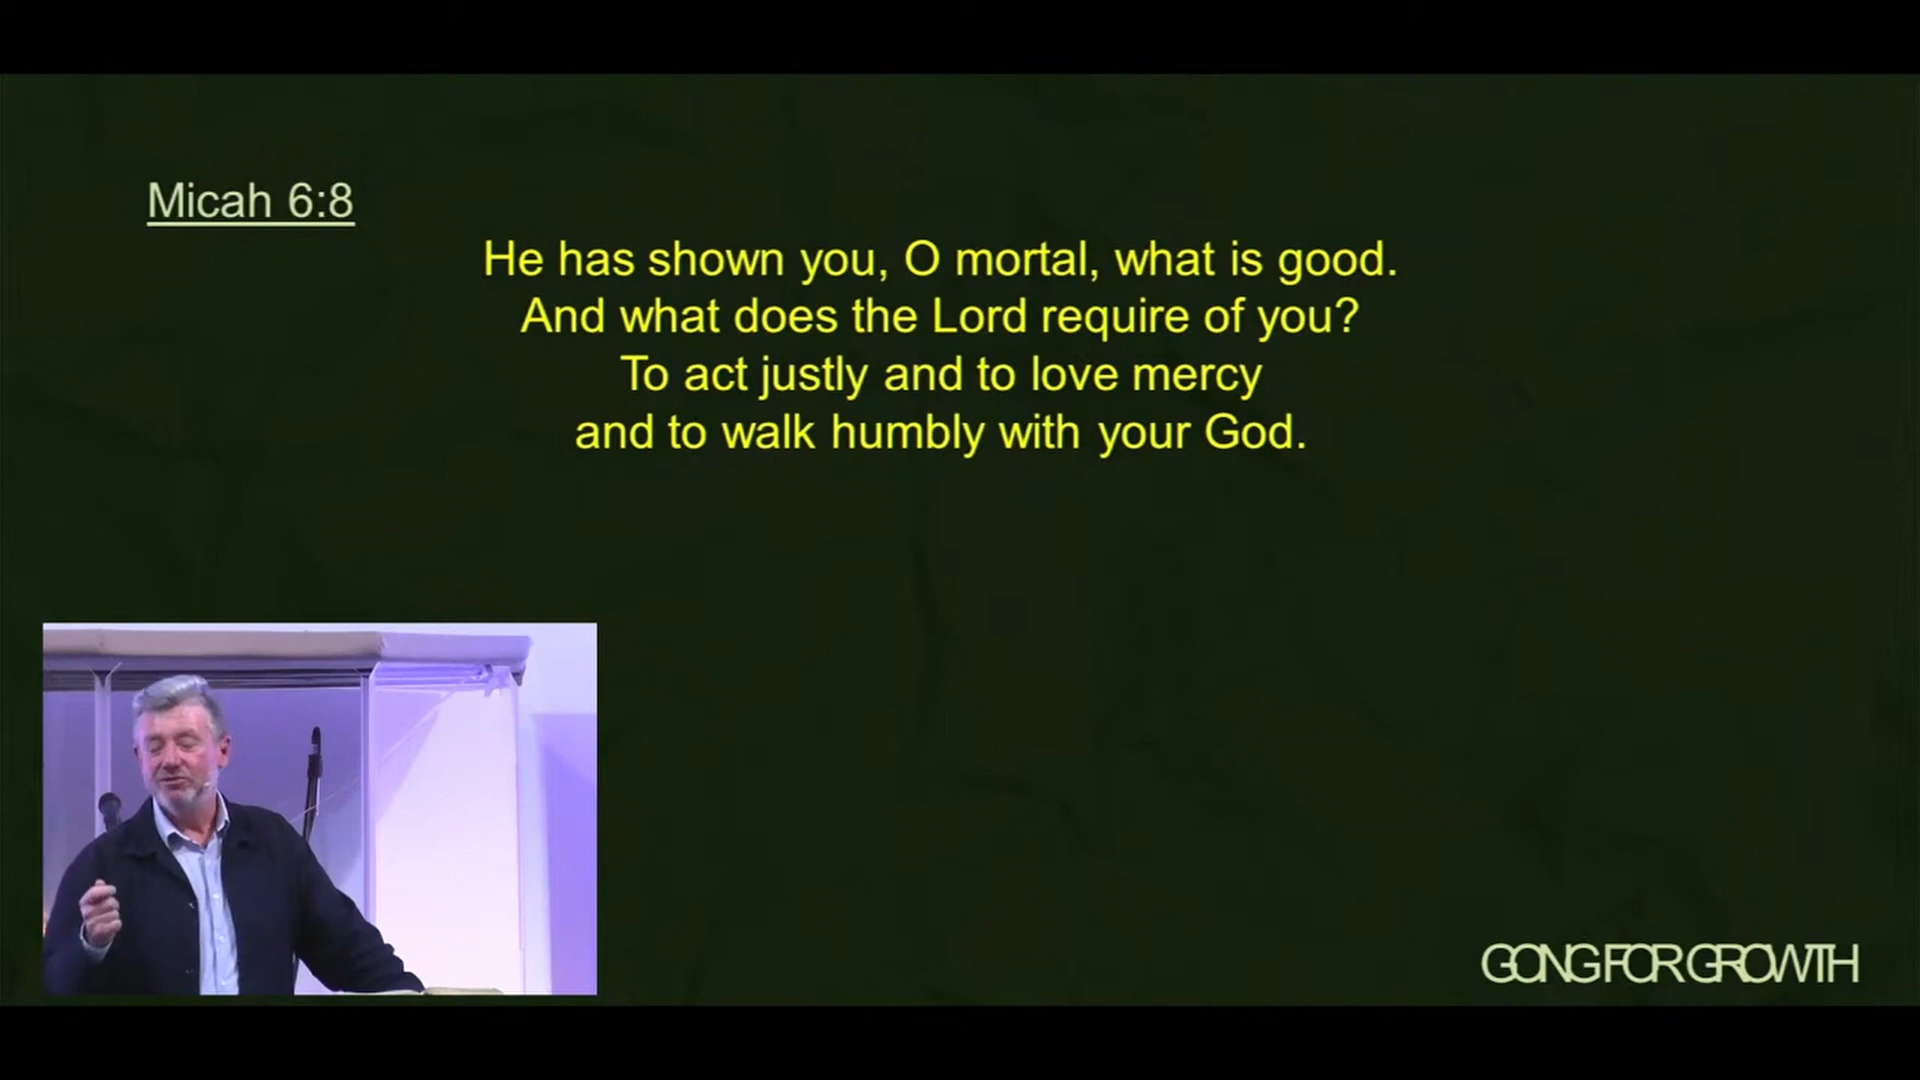 Micah 6:8
He has shown you, O mortal, what is good.
And what does the Lord require of you?
To act justly and to love mercy
and to walk humbly with your God.
GOING FOR GROWTH